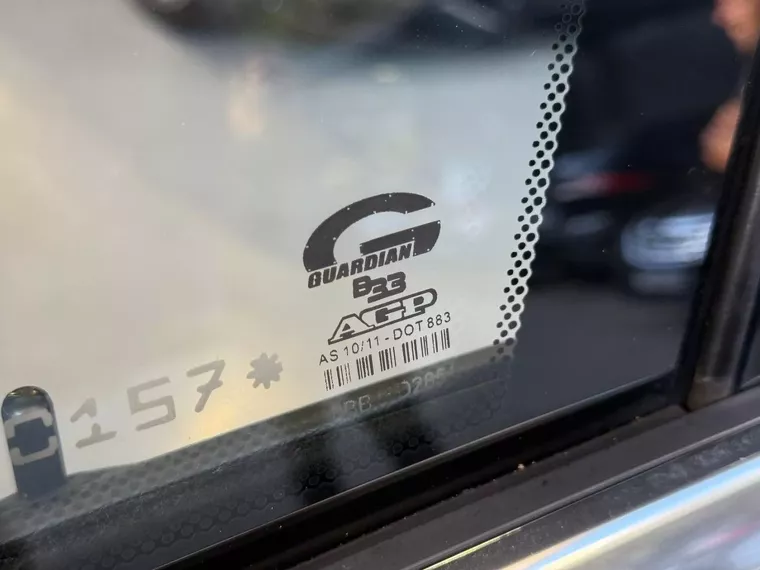 GUARDIAN
B33
AGP
AS 10/11 - DOT 883
157*